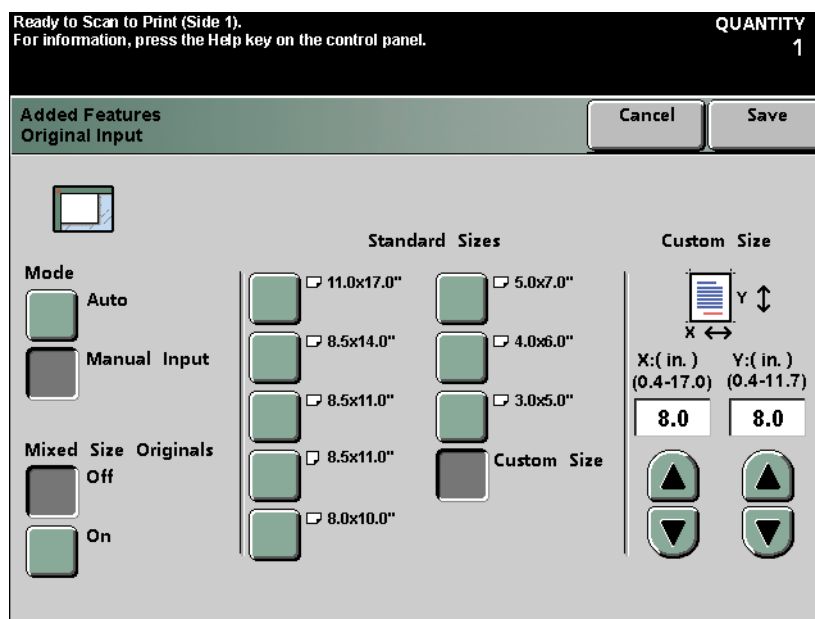 Ready to Scan to Print (Side 1).
For information, press the Help key on the control panel.
QUANTITY
1
Added Features
Original Input
Cancel
Save
Mode
Auto
Manual Input
Mixed Size Originals
Off
On
Standard Sizes
11.0x17.0"
8.5x14.0"
8.5x11.0"
8.5x11.0"
8.0x10.0"
5.0x7.0"
4.0x6.0"
3.0x5.0"
Custom Size
Custom Size
Y
X
X:( in. )
(0.4-17.0)
8.0
Y:( in. )
(0.4-11.7)
8.0